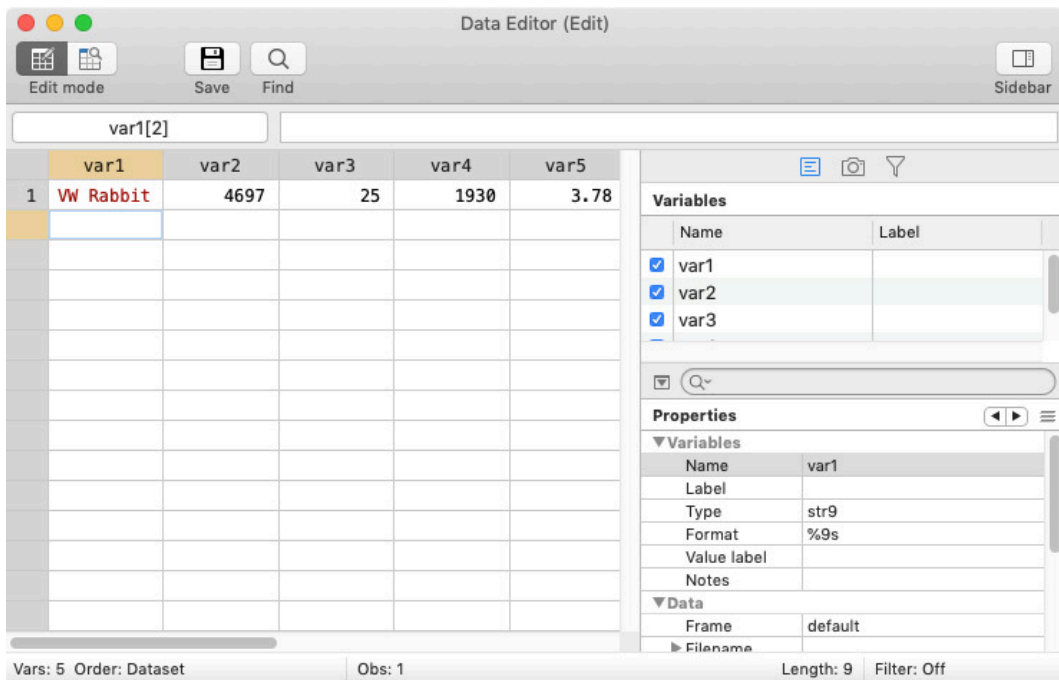 Data Editor (Edit)
Edit mode Save Find Sidebar
var1[2]
var1 var2 var3 var4 var5
1 VW Rabbit 4697 25 1930 3.78
Variables
Name Label
var1
var2
var3
Properties
Variables
Name var1
Label
Type str9
Format %9s
Value label
Notes
Data
Frame default
Filename
Vars: 5 Order: Dataset Obs: 1 Length: 9 Filter: Off